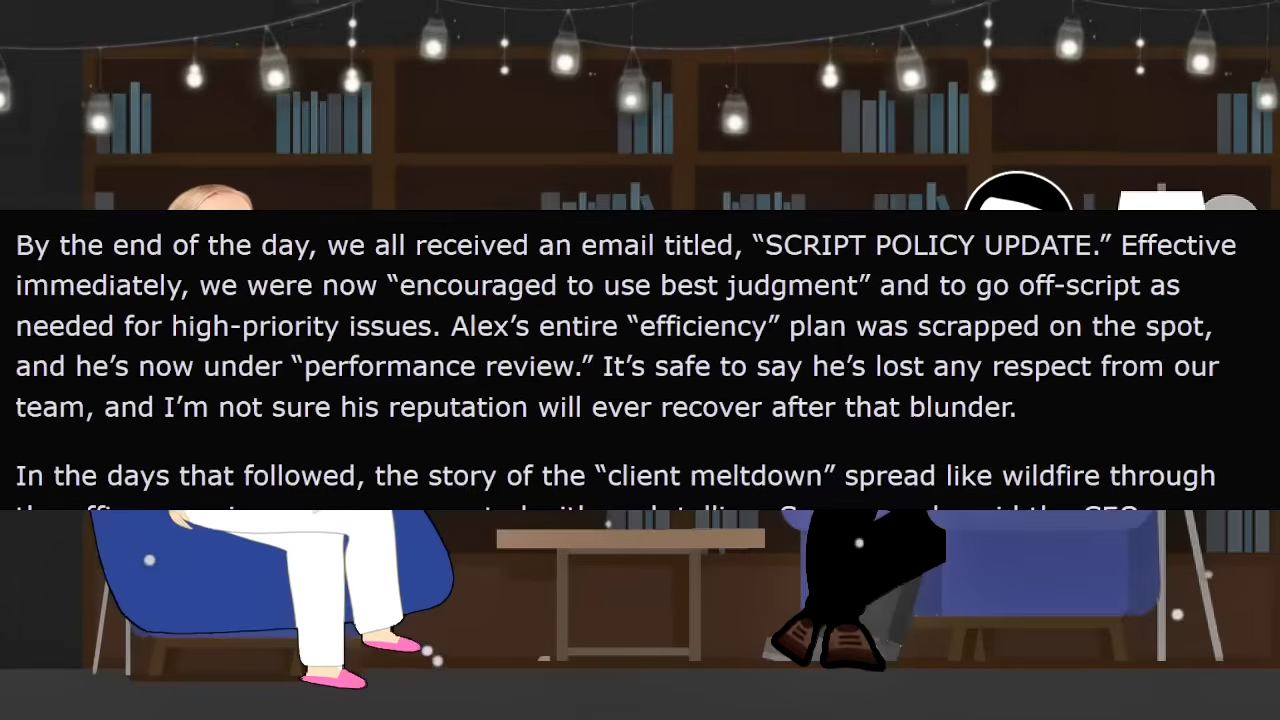 By the end of the day, we all received an email titled, “SCRIPT POLICY UPDATE.” Effective
immediately, we were now “encouraged to use best judgment” and to go off-script as
needed for high-priority issues. Alex’s entire “efficiency” plan was scrapped on the spot,
and he’s now under “performance review.” It’s safe to say he’s lost any respect from our
team, and I’m not sure his reputation will ever recover after that blunder.
In the days that followed, the story of the “client meltdown” spread like wildfire through